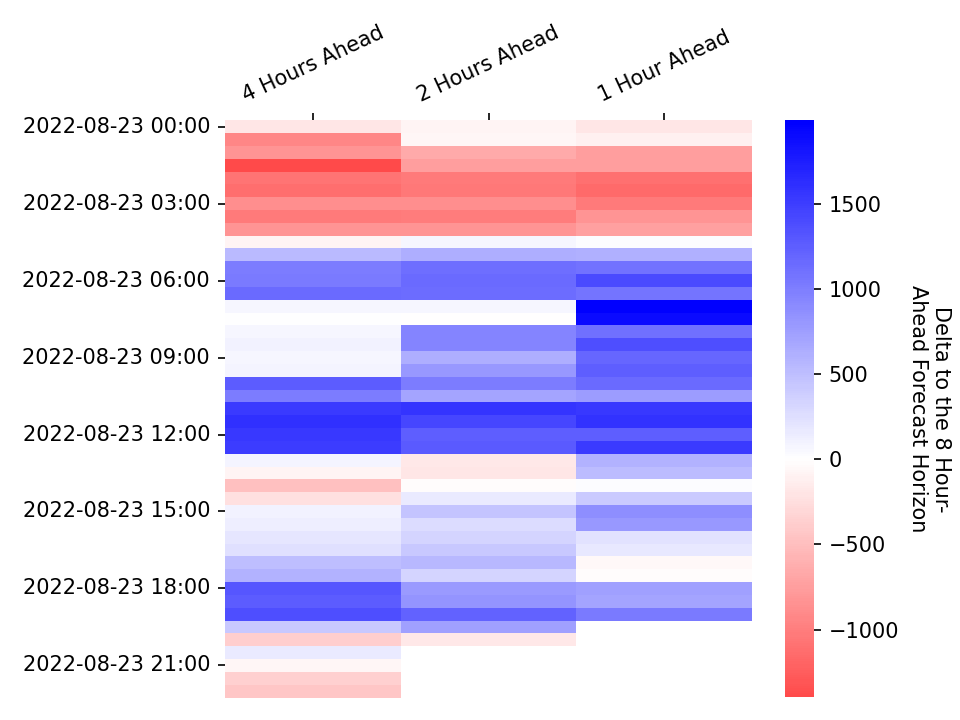 4 Hours Ahead
2 Hours Ahead
1 Hour Ahead
2022-08-23 00:00
2022-08-23 03:00
2022-08-23 06:00
2022-08-23 09:00
2022-08-23 12:00
2022-08-23 15:00
2022-08-23 18:00
2022-08-23 21:00
1500
1000
500
0
−500
−1000
Delta to the 8 Hour-
Ahead Forecast Horizon